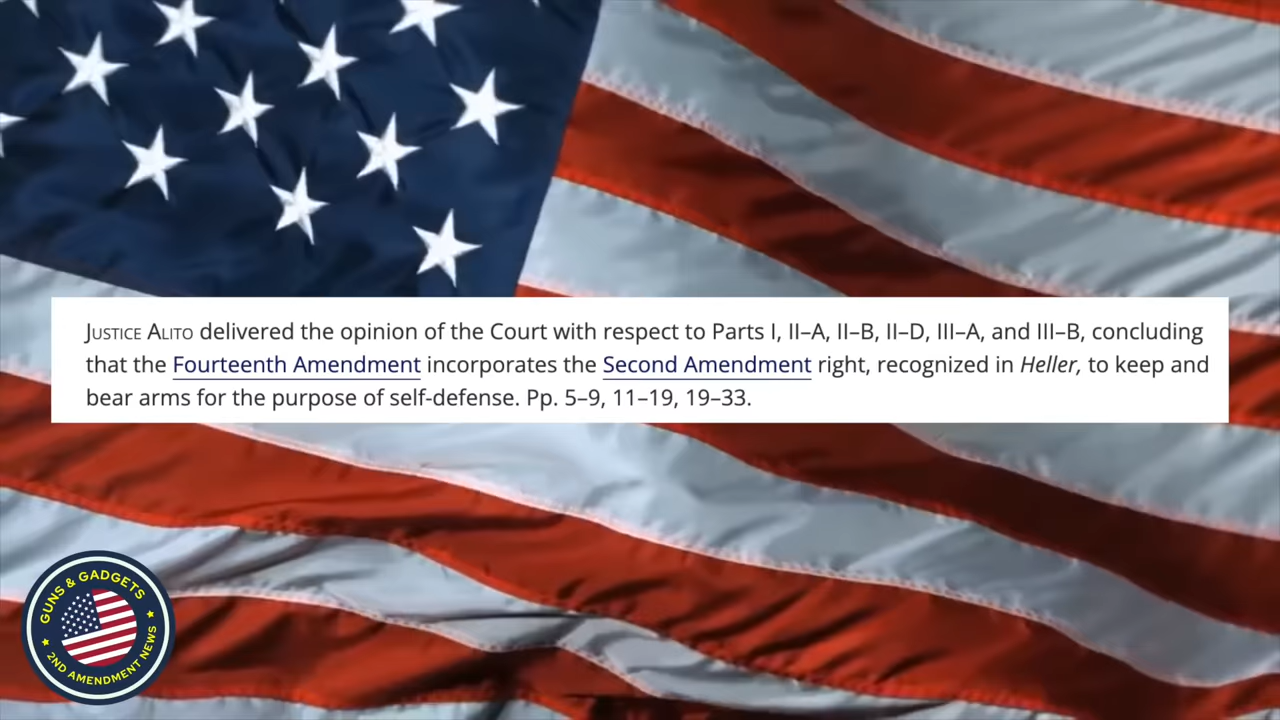 JUSTICE ALITO delivered the opinion of the Court with respect to Parts I, II–A, II–B, II–D, III–A, and III–B, concluding
that the Fourteenth Amendment incorporates the Second Amendment right, recognized in Heller, to keep and
bear arms for the purpose of self-defense. Pp. 5–9, 11–19, 19–33.
GUNS & GADGETS
2ND AMENDMENT NEWS